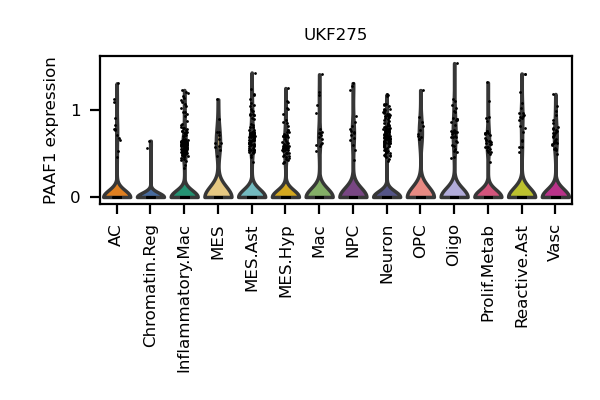 UKF275
PAAF1 expression
1
0
AC
Chromatin.Reg
Inflammatory.Mac
MES
MES.Ast
MES.Hyp
Mac
NPC
Neuron
OPC
Oligo
Prolif.Metab
Reactive.Ast
Vasc